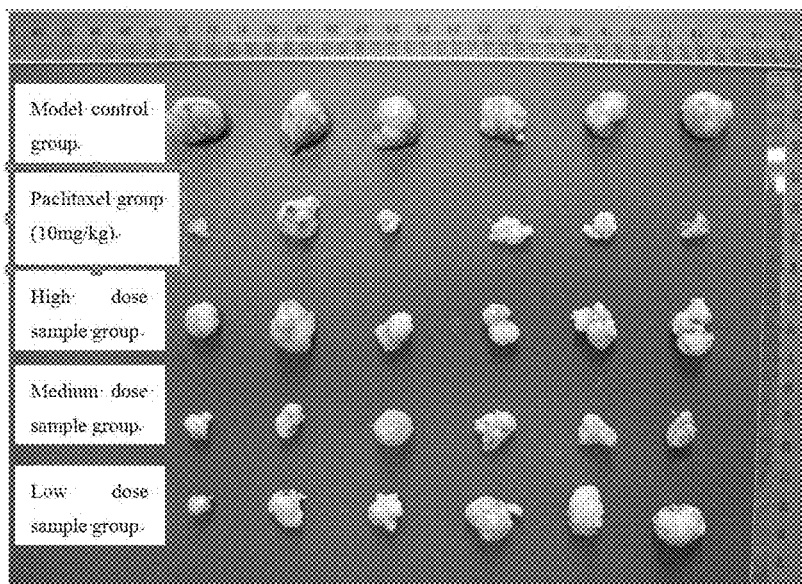 Model control
group.
Paclitaxel group
(10mg/kg).
High dose
sample group.
Medium dose
sample group.
Low dose
sample group.